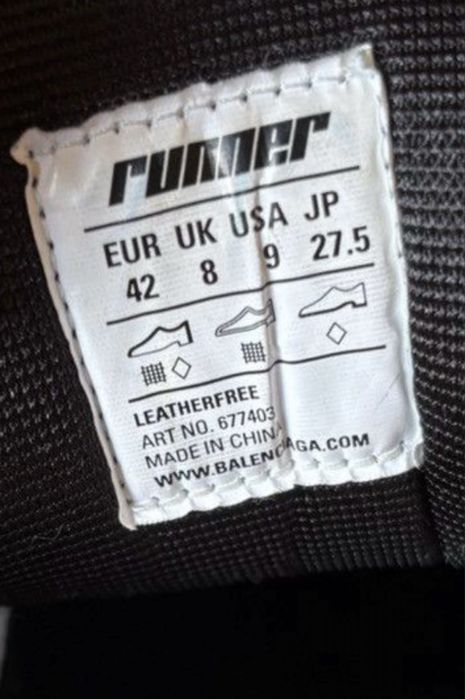 runner
EUR UK USA JP
42 8 9 27.5
LEATHERFREE
ART NO. 677403
MADE IN CHINA
WWW.BALENCIAGA.COM